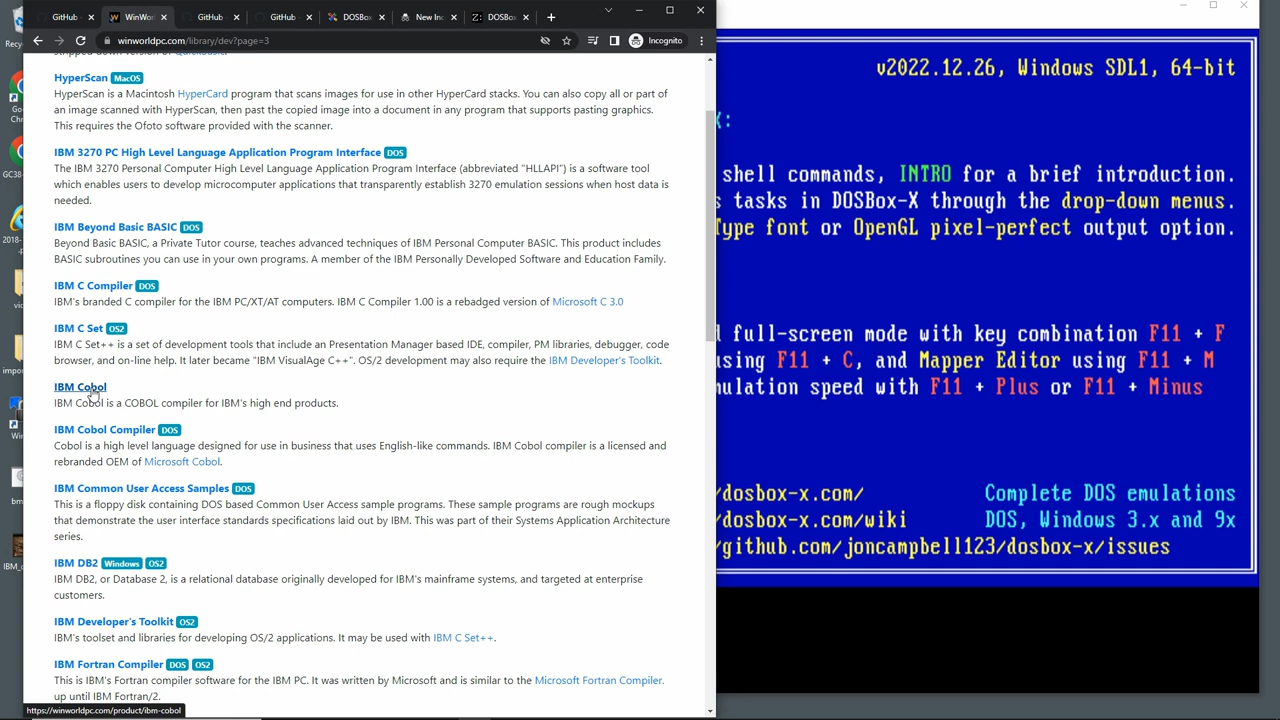 GitHub
WinWorl
GitHub
GitHub
DOSBox
New Inc
DOSBox
winworldpc.com/library/dev?page=3
Incognito
HyperScan MacOS
HyperScan is a Macintosh HyperCard program that scans images for use in other HyperCard stacks. You can also copy all or part of
an image scanned with HyperScan, then past the copied image into a document in any program that supports pasting graphics.
This requires the Ofoto software provided with the scanner.
IBM 3270 PC High Level Language Application Program Interface DOS
The IBM 3270 Personal Computer High Level Language Application Program Interface (abbreviated "HLLAPI") is a software tool
which enables users to develop microcomputer applications that transparently establish 3270 emulation sessions when host data is
needed.
IBM Beyond Basic BASIC DOS
Beyond Basic BASIC, a Private Tutor course, teaches advanced techniques of IBM Personal Computer BASIC. This product includes
BASIC subroutines you can use in your own programs. A member of the IBM Personally Developed Software and Education Family.
IBM C Compiler DOS
IBM's branded C compiler for the IBM PC/XT/AT computers. IBM C Compiler 1.00 is a rebadged version of Microsoft C 3.0
IBM C Set OS2
IBM C Set++ is a set of development tools that include an Presentation Manager based IDE, compiler, PM libraries, debugger, code
browser, and on-line help. It later became "IBM VisualAge C++". OS/2 development may also require the IBM Developer's Toolkit.
IBM Cobol
IBM Cobol is a COBOL compiler for IBM's high end products.
IBM Cobol Compiler DOS
Cobol is a high level language designed for use in business that uses English-like commands. IBM Cobol compiler is a licensed and
rebranded OEM of Microsoft Cobol.
IBM Common User Access Samples DOS
This is a floppy disk containing DOS based Common User Access sample programs. These sample programs are rough mockups
that demonstrate the user interface standards specifications laid out by IBM. This was part of their Systems Application Architecture
series.
IBM DB2 Windows OS2
IBM DB2, or Database 2, is a relational database originally developed for IBM's mainframe systems, and targeted at enterprise
customers.
IBM Developer's Toolkit OS2
IBM's toolset and libraries for developing OS/2 applications. It may be used with IBM C Set++.
IBM Fortran Compiler DOS OS2
This is IBM's Fortran compiler software for the IBM PC. It was written by Microsoft and is similar to the Microsoft Fortran Compiler.
up until IBM Fortran/2.
https://winworldpc.com/product/ibm-cobol
v2022.12.26, Windows SDL1, 64-bit
X:
shell commands, INTRO for a brief introduction.
s tasks in DOSBox-X through the drop-down menus.
Type font or OpenGL pixel-perfect output option.
d full-screen mode with key combination F11 + F
using F11 + C, and Mapper Editor using F11 + M
mulation speed with F11 + Plus or F11 + Minus
/dosbox-x.com/ Complete DOS emulations
/dosbox-x.com/wiki DOS, Windows 3.x and 9x
/github.com/joncampbell123/dosbox-x/issues